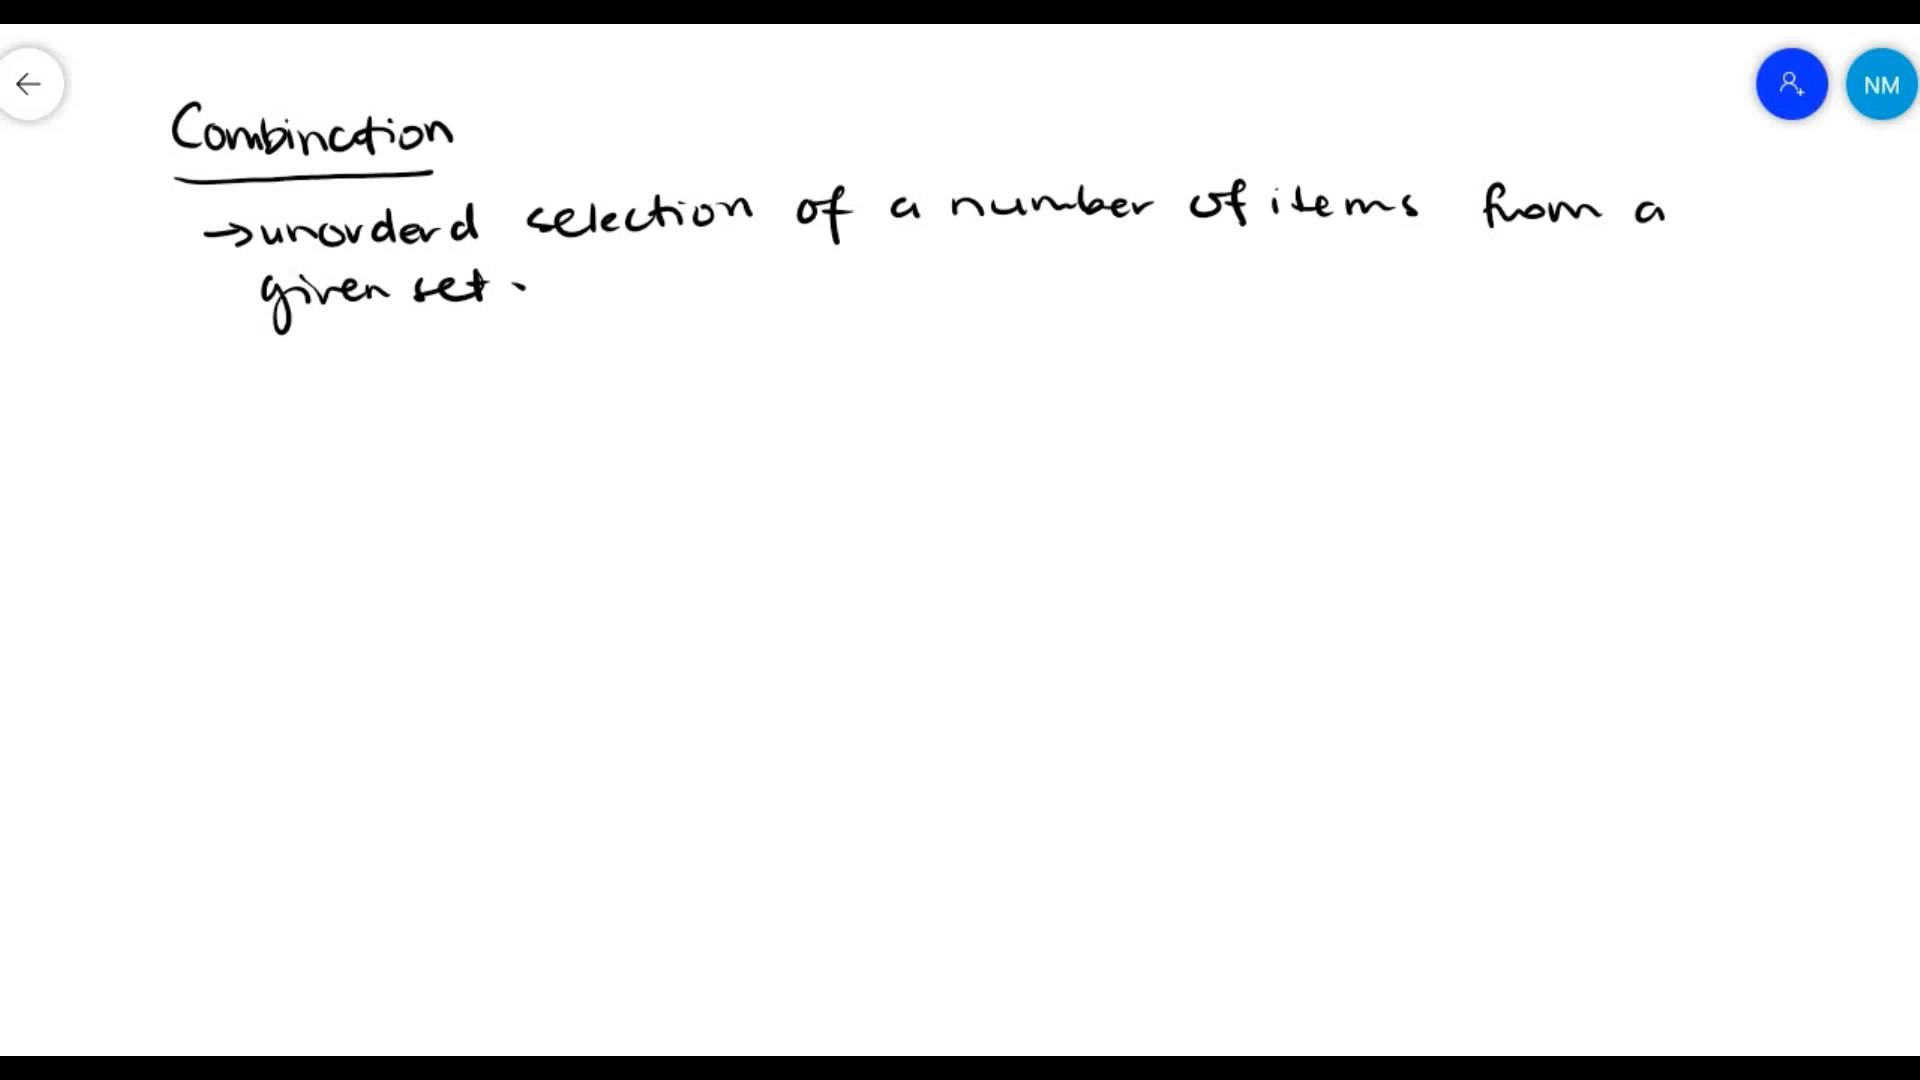 NM
Combination
→unorderd selection of a number of items from a
given set.